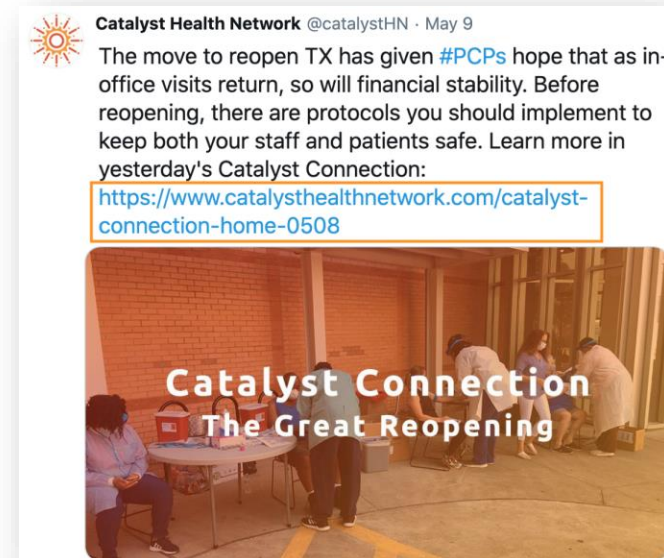 Catalyst Health Network @catalystHN · May 9
The move to reopen TX has given #PCPs hope that as in-
office visits return, so will financial stability. Before
reopening, there are protocols you should implement to
keep both your staff and patients safe. Learn more in
yesterday's Catalyst Connection:
https://www.catalysthealthnetwork.com/catalyst-
connection-home-0508
Catalyst Connection
The Great Reopening